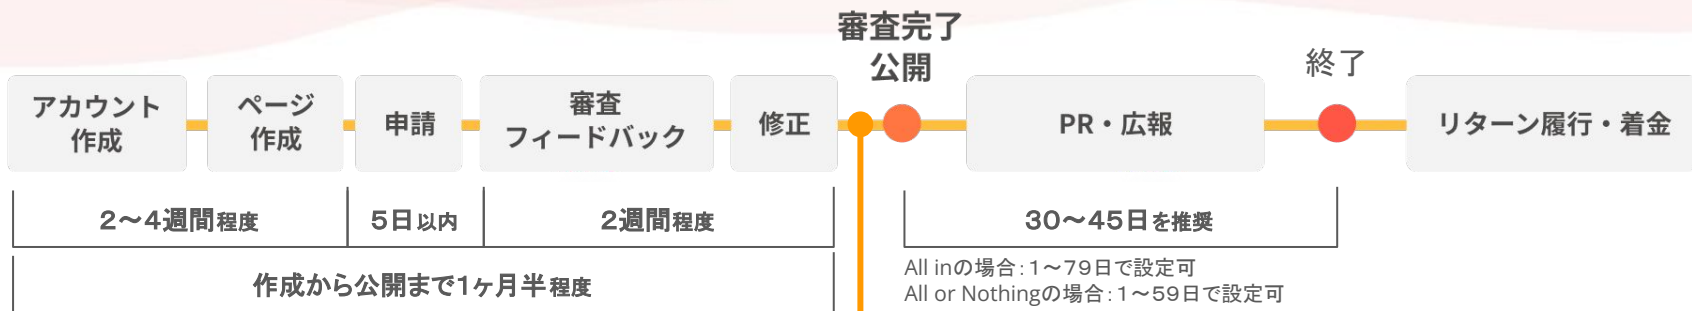 審査完了
公開
終了
アカウント
作成
ページ
作成
申請
審査
フィードバック
修正
PR・広報
リターン履行・着金
2〜4週間程度
5日以内
2週間程度
30〜45日を推奨
作成から公開まで1ヶ月半程度
All inの場合：1〜79日で設定可
All or Nothingの場合：1〜59日で設定可